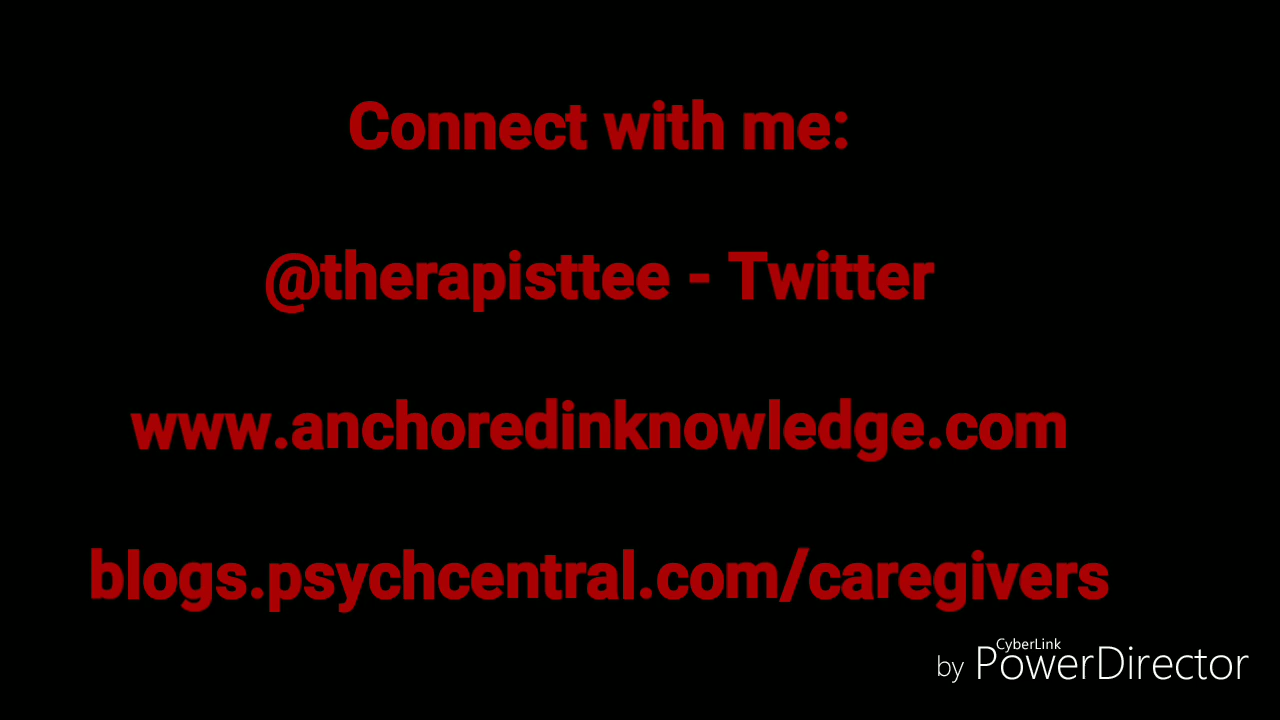 Connect with me:
@therapisttee - Twitter
www.anchoredinknowledge.com
blogs.psychcentral.com/caregivers
by CyberLink PowerDirector